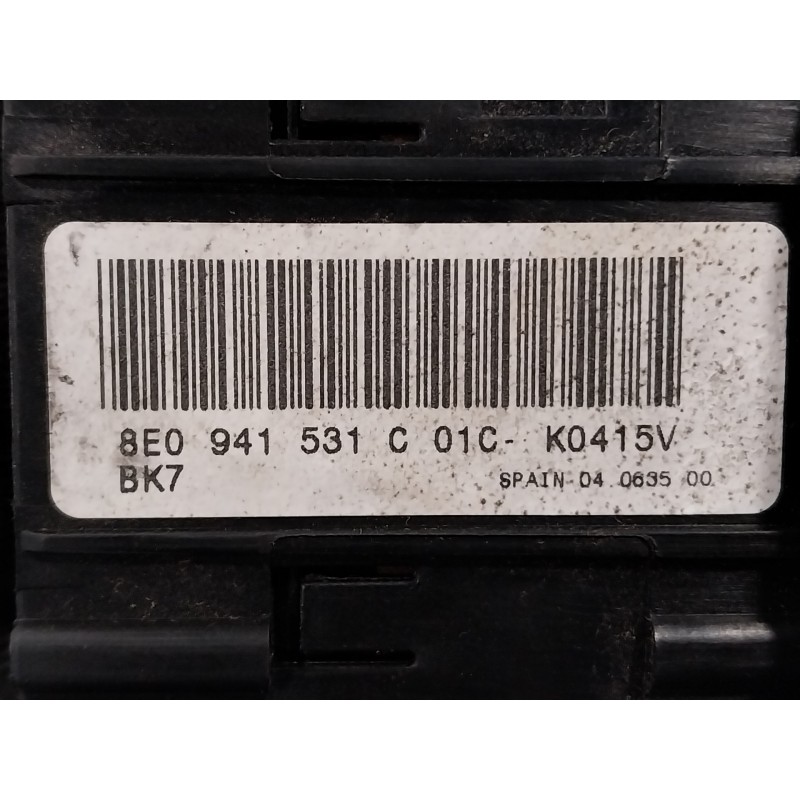 8E0 941 531 C 01C- K0415V
BK7
SPAIN 04 0635 00